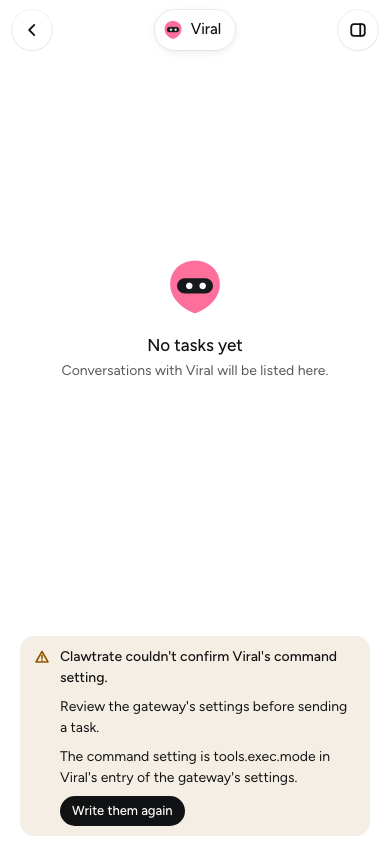 Viral
No tasks yet
Conversations with Viral will be listed here.
Clawtrate couldn't confirm Viral's command
setting.
Review the gateway's settings before sending
a task.
The command setting is tools.exec.mode in
Viral's entry of the gateway's settings.
Write them again